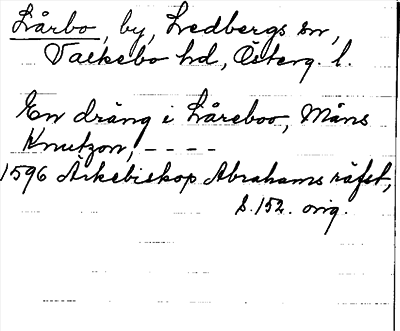 Lårbo, by, Ledbergs sn,
Valkebo hd, Österg. l.
En dräng i Låreboo, Måns
Knutzon, – – – –
1596 Ärkebiskop Abrahams räfst,
s. 152. orig.